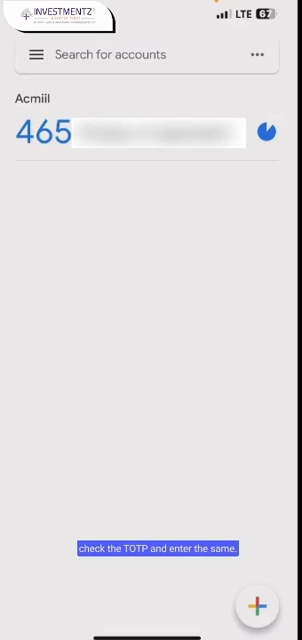 INVESTMENTZ
LTE 67
Search for accounts
Acmiil
465
check the TOTP and enter the same.